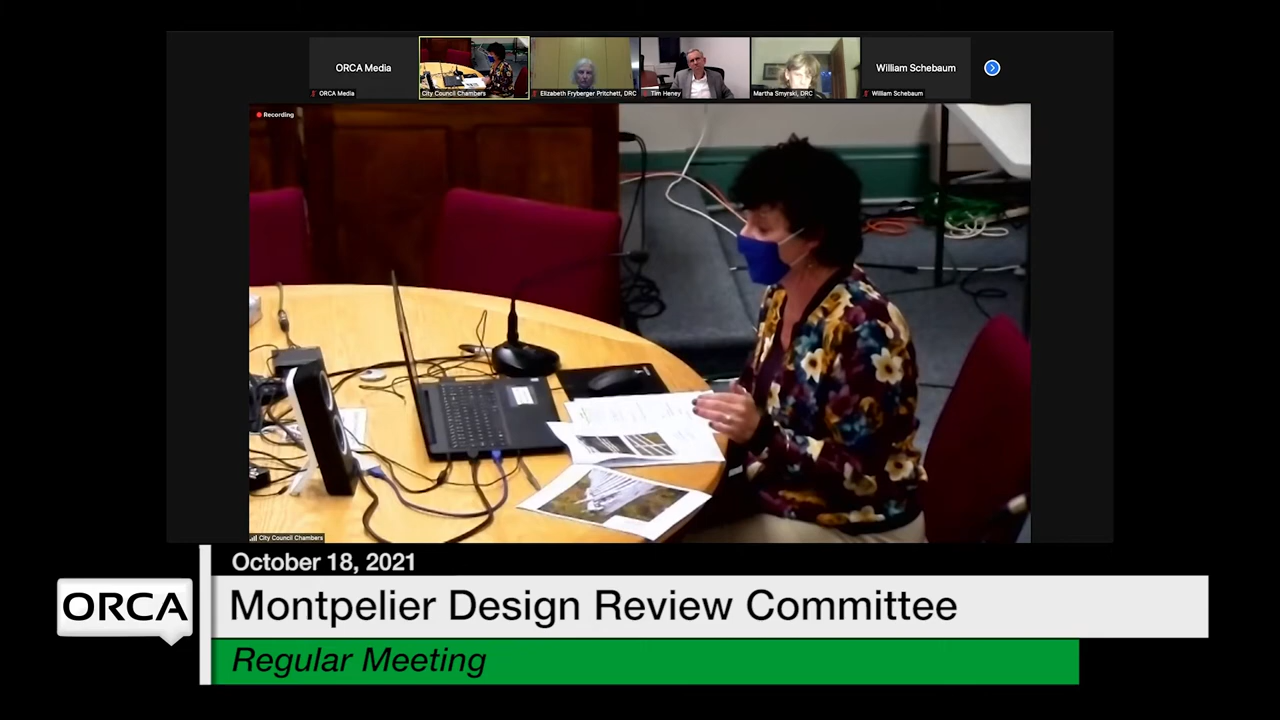 ORCA Media
William Schebaum
ORCA Media
City Council Chambers
Elizabeth Fryberger Pritchett, DRC
Tim Heney
Martha Smyrski, DRC
William Schebaum
Recording
City Council Chambers
October 18, 2021
ORCA
Montpelier Design Review Committee
Regular Meeting